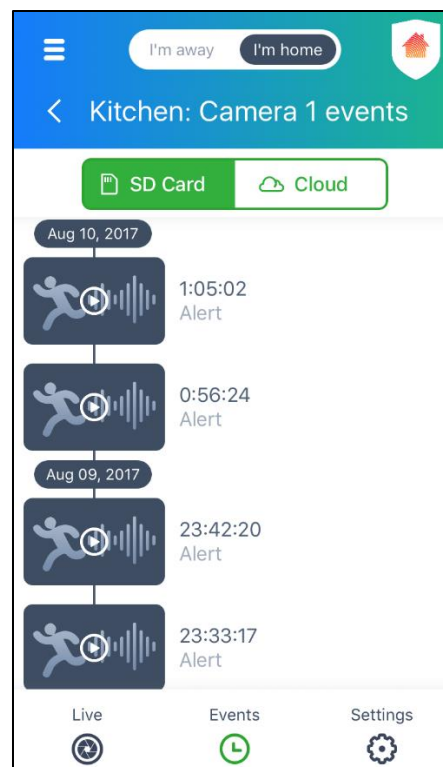 I'm away I'm home
Kitchen: Camera 1 events
SD Card Cloud
Aug 10, 2017
1:05:02
Alert
0:56:24
Alert
Aug 09, 2017
23:42:20
Alert
23:33:17
Alert
Live Events Settings